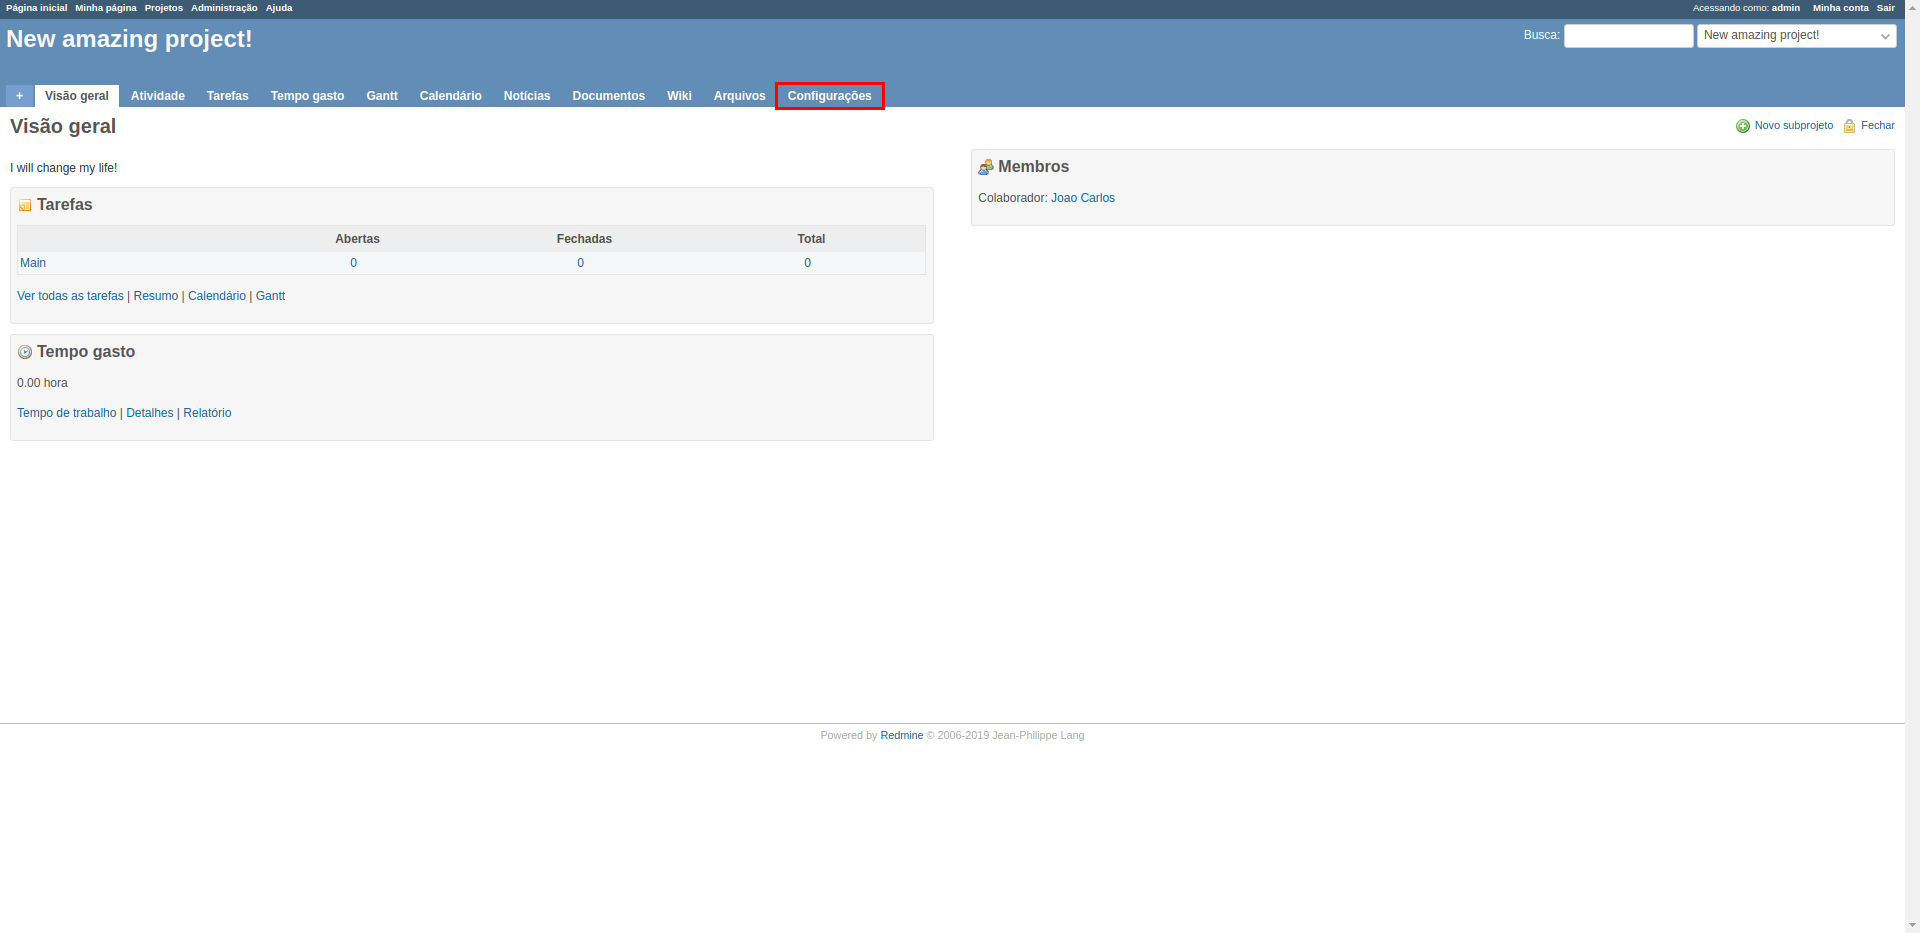 Página inicial Minha página Projetos Administração Ajuda Acessando como: admin Minha conta Sair
New amazing project! Busca: New amazing project!
+ Visão geral Atividade Tarefas Tempo gasto Gantt Calendário Notícias Documentos Wiki Arquivos Configurações
Visão geral Novo subprojeto Fechar
I will change my life!
Tarefas
Abertas Fechadas Total
Main 0 0 0
Ver todas as tarefas | Resumo | Calendário | Gantt
Tempo gasto
0.00 hora
Tempo de trabalho | Detalhes | Relatório
Membros
Colaborador: Joao Carlos
Powered by Redmine © 2006-2019 Jean-Philippe Lang